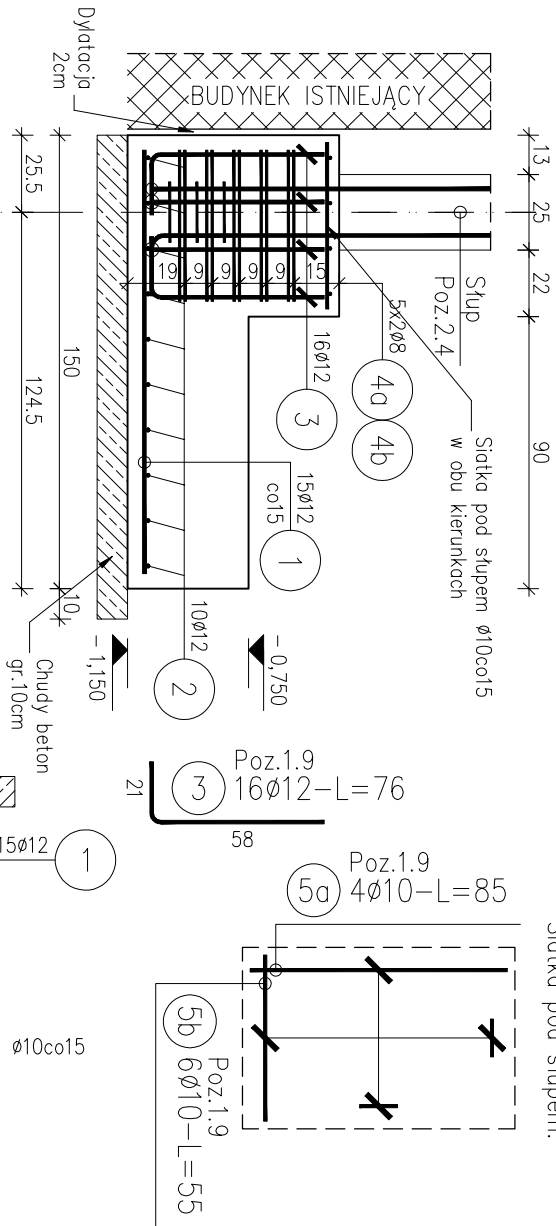 BUDYNEK ISTNIEJĄCY
Dylatacja
2cm
13
25
22
90
25.5
124.5
150
10
19
9
9
9
9
15
Słup
Poz.2.4
Siatka pod słupem ø10co15
w obu kierunkach
5x2ø8
4a
4b
16ø12
3
15ø12
co15
1
10ø12
2
-0,750
-1,150
Chudy beton
gr.10cm
Poz.1.9
3 16ø12-L=76
21
58
15ø12
1
Poz.1.9
5a 4ø10-L=85
Siatka pod słupem.
Poz.1.9
5b 6ø10-L=55
ø10co15